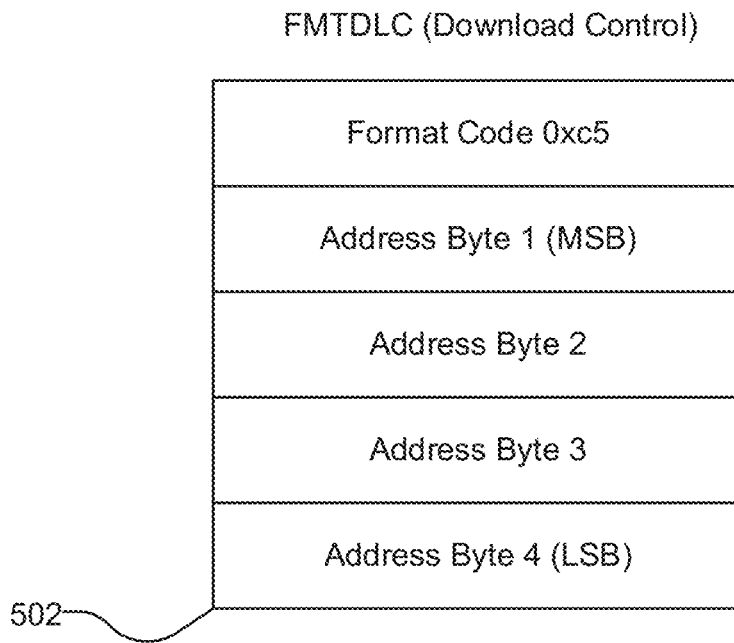 FMTDLC (Download Control)
Format Code 0xc5
Address Byte 1 (MSB)
Address Byte 2
Address Byte 3
Address Byte 4 (LSB)
502